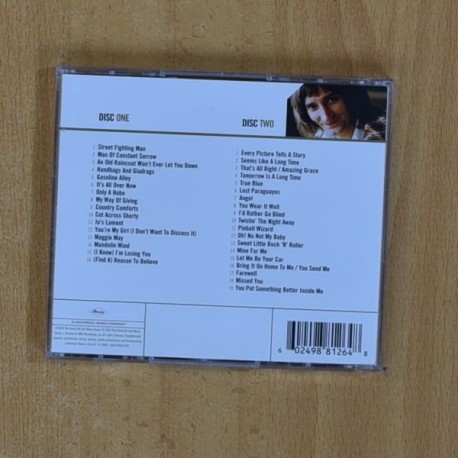 DISC ONE
Street Fighting Man
Man Of Constant Sorrow
An Old Raincoat Won't Ever Let You Down
Handbags And Gladrags
Gasoline Alley
It's All Over Now
Only A Hobo
My Way Of Giving
Country Comforts
Cut Across Shorty
Jo's Lament
You're My Girl (I Don't Want To Discuss It)
Maggie May
Mandolin Wind
(I Know) I'm Losing You
(Find A) Reason To Believe
DISC TWO
Every Picture Tells A Story
Seems Like A Long Time
That's All Right / Amazing Grace
Tomorrow Is A Long Time
True Blue
Lost Paraguayos
Angel
You Wear It Well
I'd Rather Go Blind
Twistin' The Night Away
Pinball Wizard
Oh! No Not My Baby
Sweet Little Rock 'N' Roller
Mine For Me
Let Me Be Your Car
Bring It On Home To Me / You Send Me
Farewell
Missed You
You Put Something Better Inside Me
6 02498 81264 8